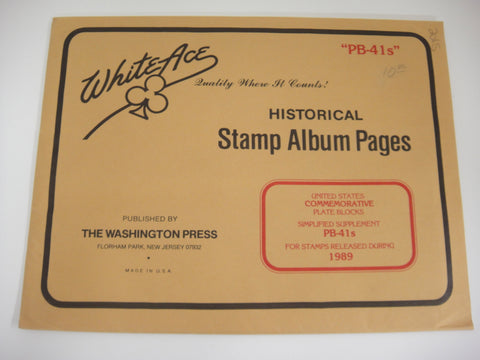 White Ace
Quality Where It Counts!
"PB-41s"
HISTORICAL
Stamp Album Pages
PUBLISHED BY
THE WASHINGTON PRESS
FLORHAM PARK, NEW JERSEY 07932
MADE IN U.S.A.
UNITED STATES
COMMEMORATIVE
PLATE BLOCKS
SIMPLIFIED SUPPLEMENT
PB-41s
FOR STAMPS RELEASED DURING
1989